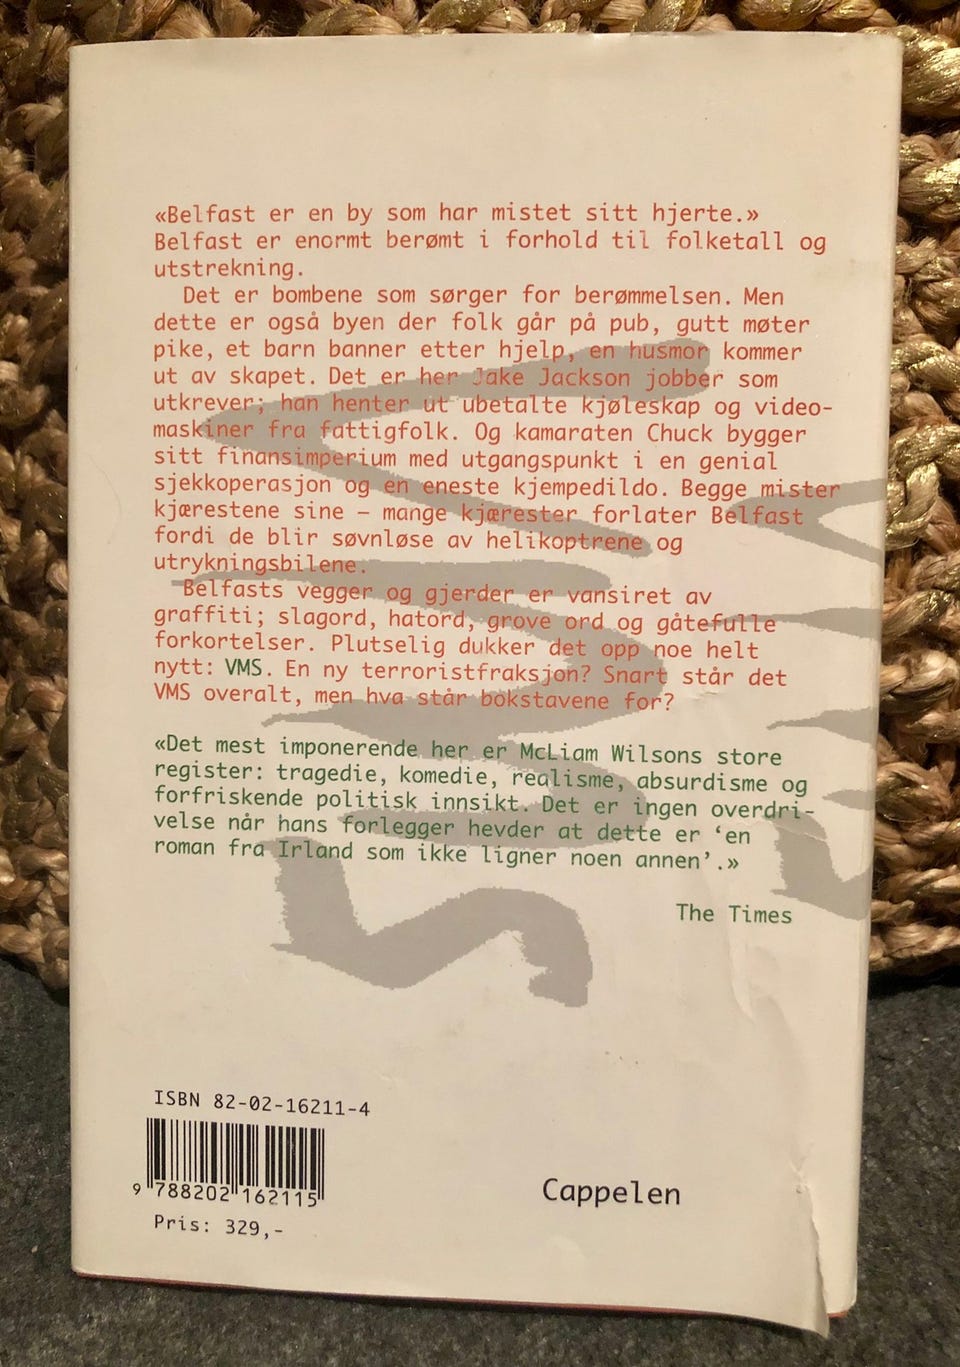 «Belfast er en by som har mistet sitt hjerte.»
Belfast er enormt berømt i forhold til folketall og
utstrekning.
Det er bombene som sørger for berømmelsen. Men
dette er også byen der folk går på pub, gutt møter
pike, et barn banner etter hjelp, en husmor kommer
ut av skapet. Det er her Jake Jackson jobber som
utkrever; han henter ut ubetalte kjøleskap og video-
maskiner fra fattigfolk. Og kamaraten Chuck bygger
sitt finansimperium med utgangspunkt i en genial
sjekkoperasjon og en eneste kjempedildo. Begge mister
kjærestene sine – mange kjærester forlater Belfast
fordi de blir søvnløse av helikoptrene og
utrykningsbilene.
Belfasts vegger og gjerder er vansiret av
graffiti; slagord, hatord, grove ord og gåtefulle
forkortelser. Plutselig dukker det opp noe helt
nytt: VMS. En ny terroristfraksjon? Snart står det
VMS overalt, men hva står bokstavene for?
«Det mest imponerende her er McLiam Wilsons store
register: tragedie, komedie, realisme, absurdisme og
forfriskende politisk innsikt. Det er ingen overdri-
velse når hans forlegger hevder at dette er ‘en
roman fra Irland som ikke ligner noen annen’.»
The Times
ISBN 82-02-16211-4
9 788202 162115
Pris: 329,-
Cappelen